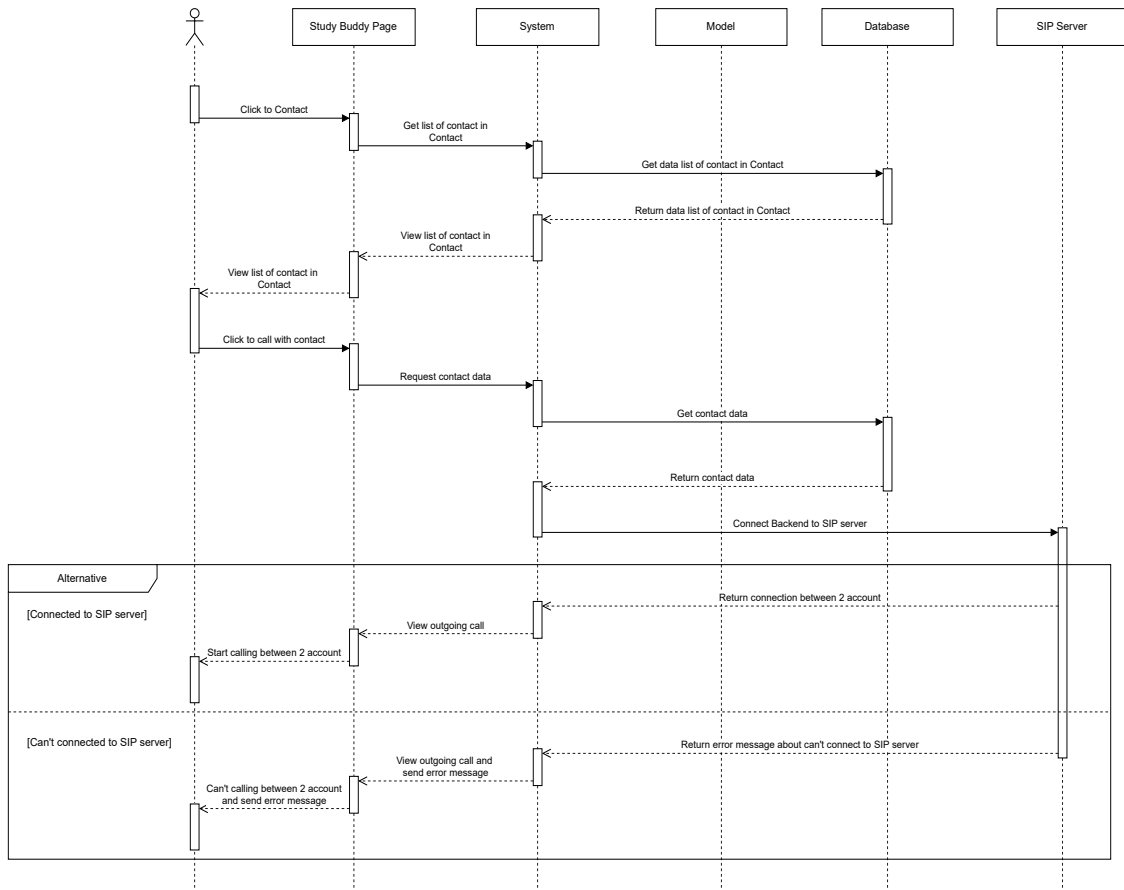 Study Buddy Page
System
Model
Database
SIP Server
Click to Contact
Get list of contact in
Contact
Get data list of contact in Contact
Return data list of contact in Contact
View list of contact in
Contact
View list of contact in
Contact
Click to call with contact
Request contact data
Get contact data
Return contact data
Connect Backend to SIP server
Alternative
[Connected to SIP server]
Return connection between 2 account
View outgoing call
Start calling between 2 account
[Can't connected to SIP server]
Return error message about can't connect to SIP server
View outgoing call and
send error message
Can't calling between 2 account
and send error message